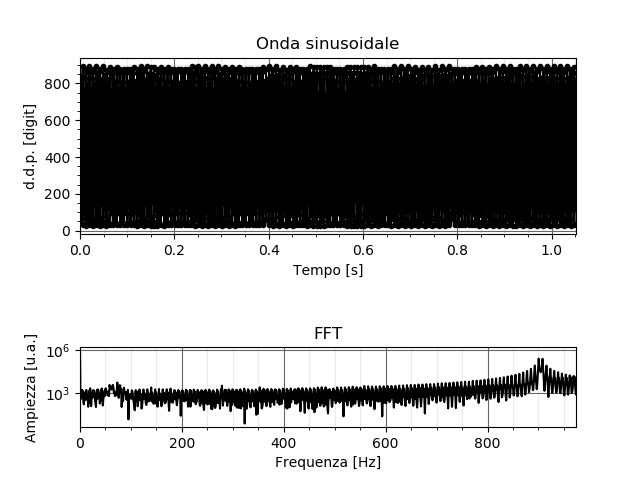 Onda sinusoidale
d.d.p. [digit]
800
600
400
200
0
0.0 0.2 0.4 0.6 0.8 1.0
Tempo [s]
FFT
Ampiezza [u.a.]
10^6
10^3
0 200 400 600 800
Frequenza [Hz]